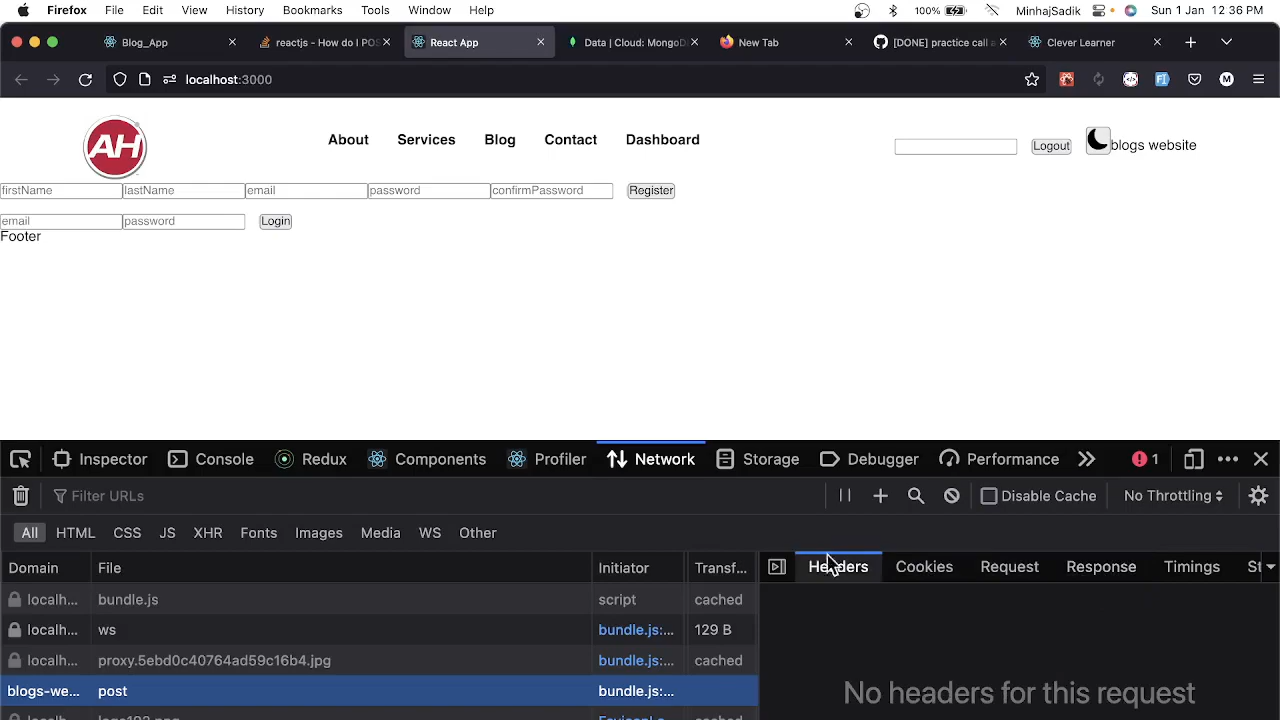 Firefox File Edit View History Bookmarks Tools Window Help 100% MinhajSadik Sun 1 Jan 12:36 PM
Blog_App reactjs - How do I POS React App Data | Cloud: MongoD New Tab [DONE] practice call a Clever Learner
localhost:3000 M
AH About Services Blog Contact Dashboard Logout blogs website
firstName lastName email password confirmPassword Register
email password Login
Footer
Inspector Console Redux Components Profiler Network Storage Debugger Performance 1
Filter URLs Disable Cache No Throttling
All HTML CSS JS XHR Fonts Images Media WS Other
Domain File Initiator Transf... Headers Cookies Request Response Timings St
localh... bundle.js script cached
localh... ws bundle.js:... 129 B
localh... proxy.5ebd0c40764ad59c16b4.jpg bundle.js:... cached
blogs-we... post bundle.js:... No headers for this request